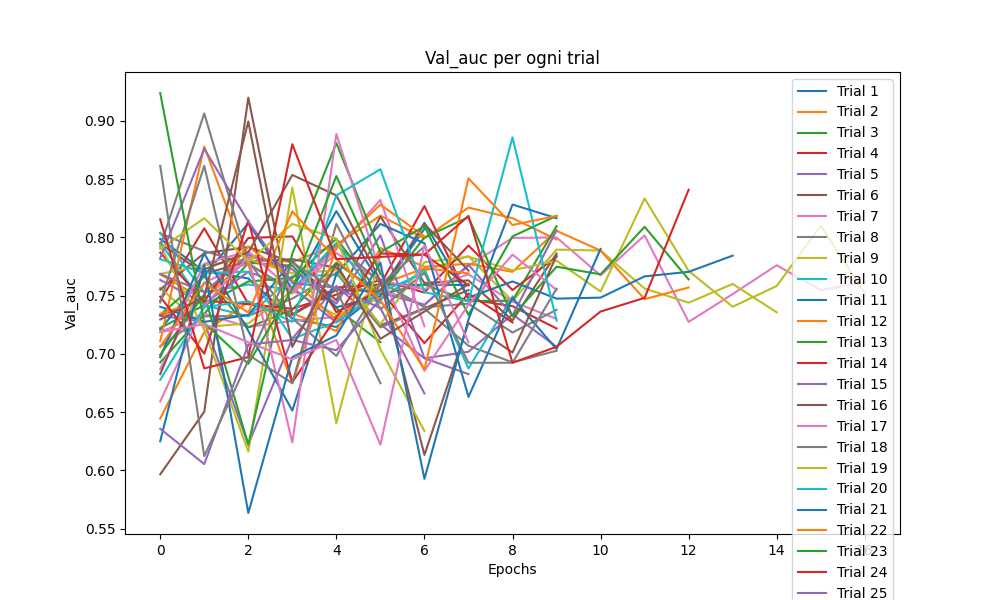 Val_auc per ogni trial
Val_auc
0.90
0.85
0.80
0.75
0.70
0.65
0.60
0.55
0
2
4
6
8
10
12
14
Epochs
Trial 1
Trial 2
Trial 3
Trial 4
Trial 5
Trial 6
Trial 7
Trial 8
Trial 9
Trial 10
Trial 11
Trial 12
Trial 13
Trial 14
Trial 15
Trial 16
Trial 17
Trial 18
Trial 19
Trial 20
Trial 21
Trial 22
Trial 23
Trial 24
Trial 25